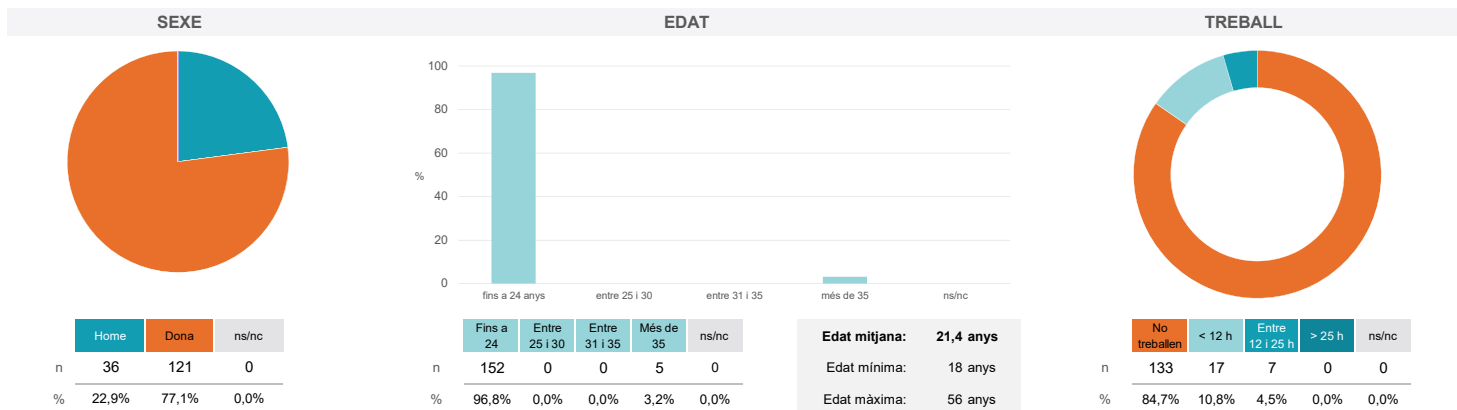 SEXE EDAT TREBALL
100
80
60
%
40
20
0
fins a 24 anys entre 25 i 30 entre 31 i 35 més de 35 ns/nc
Home Dona ns/nc
n 36 121 0
% 22,9% 77,1% 0,0%
Fins a 24 Entre 25 i 30 Entre 31 i 35 Més de 35 ns/nc
n 152 0 0 5 0
% 96,8% 0,0% 0,0% 3,2% 0,0%
Edat mitjana: 21,4 anys
Edat mínima: 18 anys
Edat màxima: 56 anys
No treballen < 12 h Entre 12 i 25 h > 25 h ns/nc
n 133 17 7 0 0
% 84,7% 10,8% 4,5% 0,0% 0,0%